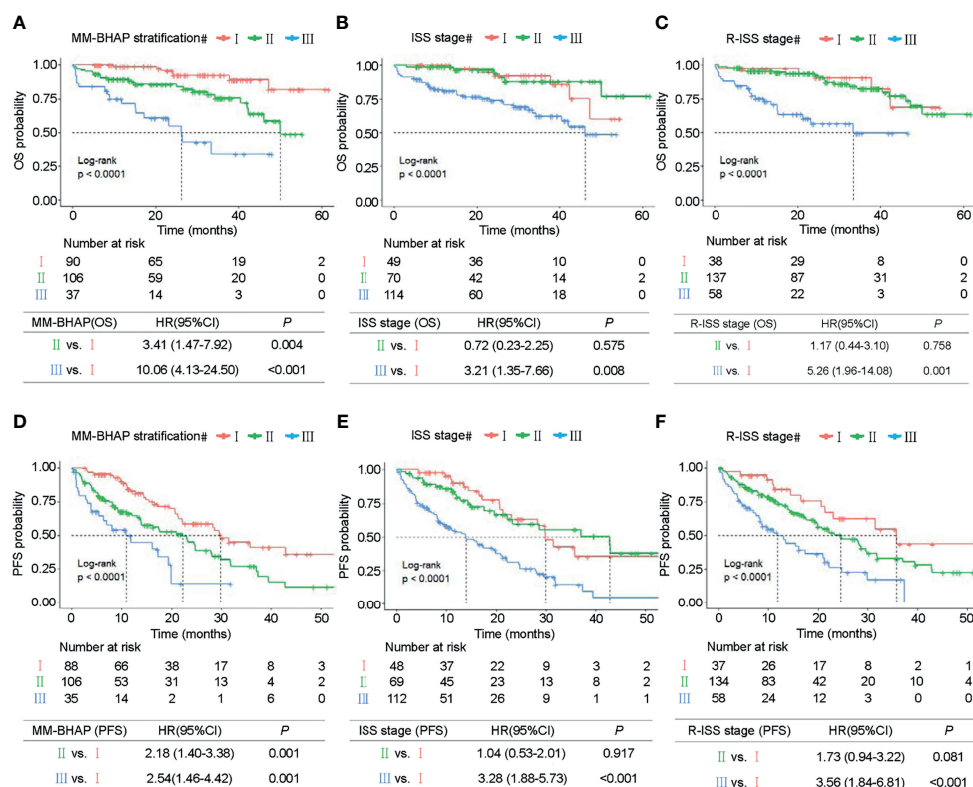 A
MM-BHAP stratification# I II III
OS probability
1.00
0.75
0.50
0.25
0.00
Log-rank
p < 0.0001
0 20 40 60
Time (months)
Number at risk
I 90 65 19 2
II 106 59 20 0
III 37 14 3 0
MM-BHAP(OS) HR(95%CI) P
II vs. I 3.41 (1.47-7.92) 0.004
III vs. I 10.06 (4.13-24.50) <0.001
B
ISS stage# I II III
OS probability
1.00
0.75
0.50
0.25
0.00
Log-rank
p < 0.0001
0 20 40 60
Time (months)
Number at risk
I 49 36 10 0
II 70 42 14 2
III 114 60 18 0
ISS stage (OS) HR(95%CI) P
II vs. I 0.72 (0.23-2.25) 0.575
III vs. I 3.21 (1.35-7.66) 0.008
C
R-ISS stage# I II III
OS probability
1.00
0.75
0.50
0.25
0.00
Log-rank
p < 0.0001
0 20 40 60
Time (months)
Number at risk
I 38 29 8 0
II 137 87 31 2
III 58 22 3 0
R-ISS stage (OS) HR(95%CI) P
II vs. I 1.17 (0.44-3.10) 0.758
III vs. I 5.26 (1.96-14.08) 0.001
D
MM-BHAP stratification# I II III
PFS probability
1.00
0.75
0.50
0.25
0.00
Log-rank
p < 0.0001
0 10 20 30 40 50
Time (months)
Number at risk
I 88 66 38 17 8 3
II 106 53 31 13 4 2
III 35 14 2 1 6 0
MM-BHAP (PFS) HR(95%CI) P
II vs. I 2.18 (1.40-3.38) 0.001
III vs. I 2.54(1.46-4.42) 0.001
E
ISS stage# I II III
PFS probability
1.00
0.75
0.50
0.25
0.00
Log-rank
p < 0.0001
0 10 20 30 40 50
Time (months)
Number at risk
I 48 37 22 9 3 2
II 69 45 23 13 8 2
III 112 51 26 9 1 1
ISS stage (PFS) HR(95%CI) P
II vs. I 1.04 (0.53-2.01) 0.917
III vs. I 3.28 (1.88-5.73) <0.001
F
R-ISS stage# I II III
PFS probability
1.00
0.75
0.50
0.25
0.00
Log-rank
p < 0.0001
0 10 20 30 40 50
Time (months)
Number at risk
I 37 26 17 8 2 1
II 134 83 42 20 10 4
III 58 24 12 3 0 0
R-ISS stage (PFS) HR(95%CI) P
II vs. I 1.73 (0.94-3.22) 0.081
III vs. I 3.56 (1.84-6.81) <0.001